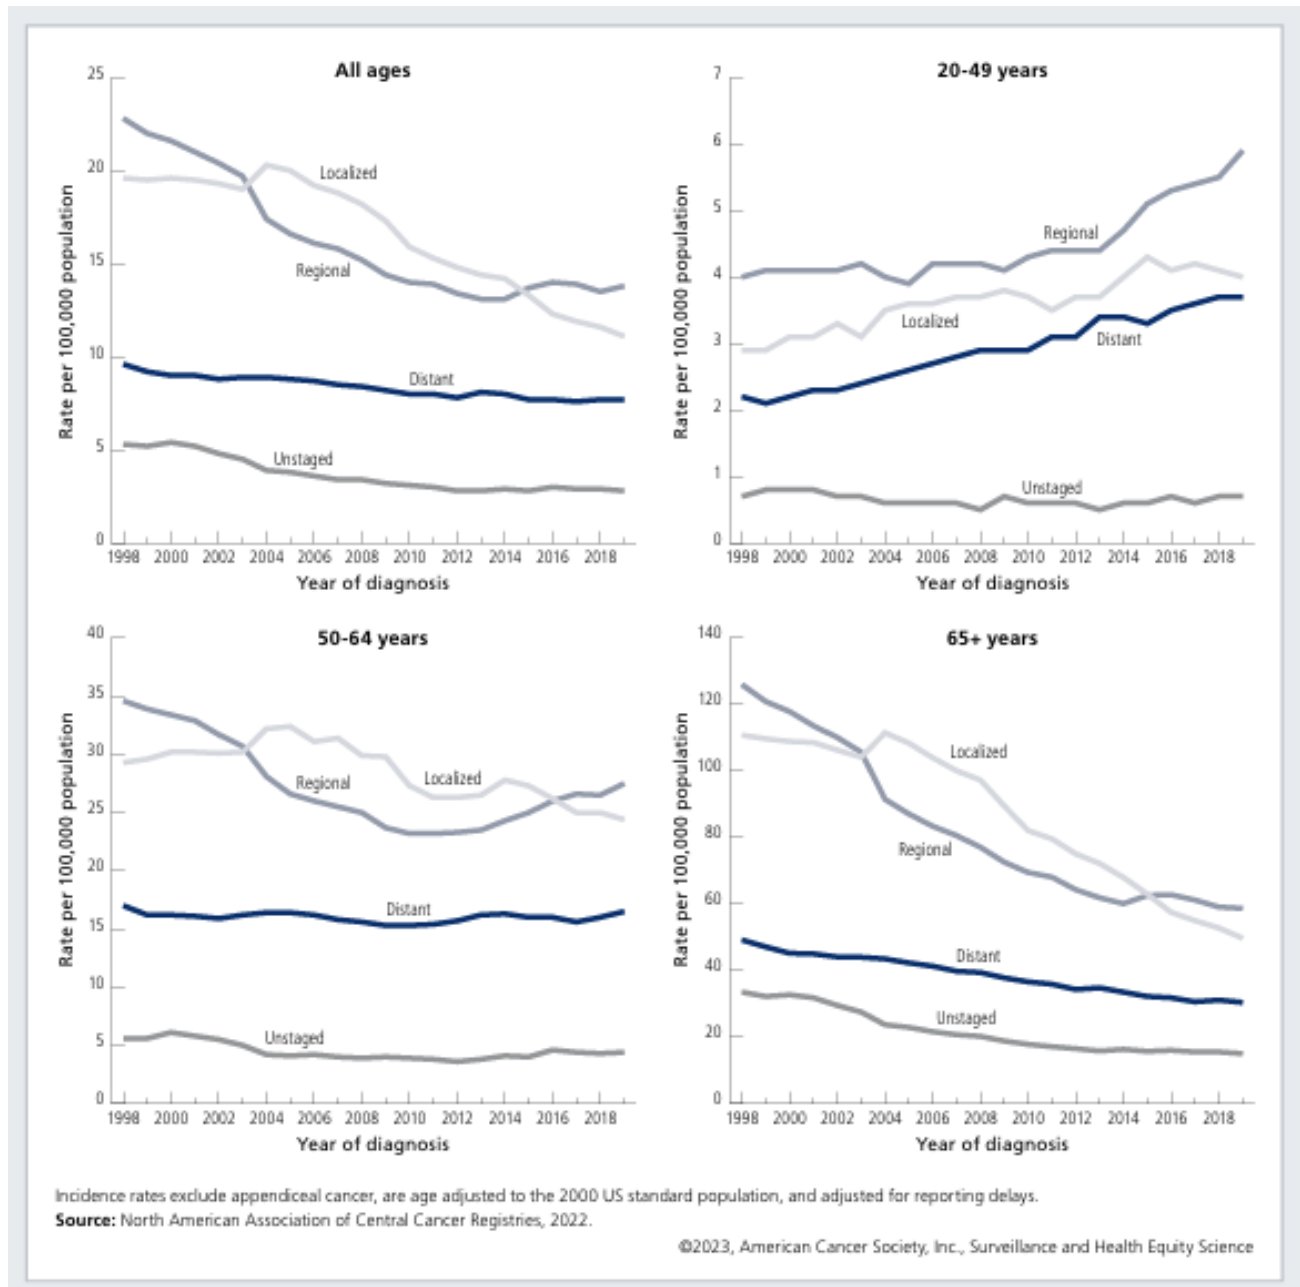 All ages
Rate per 100,000 population
25
20
15
10
5
0
Localized
Regional
Distant
Unstaged
1998 2000 2002 2004 2006 2008 2010 2012 2014 2016 2018
Year of diagnosis
20-49 years
Rate per 100,000 population
7
6
5
4
3
2
1
0
Regional
Localized
Distant
Unstaged
1998 2000 2002 2004 2006 2008 2010 2012 2014 2016 2018
Year of diagnosis
50-64 years
Rate per 100,000 population
40
35
30
25
20
15
10
5
0
Regional
Localized
Distant
Unstaged
1998 2000 2002 2004 2006 2008 2010 2012 2014 2016 2018
Year of diagnosis
65+ years
Rate per 100,000 population
140
120
100
80
60
40
20
0
Localized
Regional
Distant
Unstaged
1998 2000 2002 2004 2006 2008 2010 2012 2014 2016 2018
Year of diagnosis
Incidence rates exclude appendiceal cancer, are age adjusted to the 2000 US standard population, and adjusted for reporting delays.
Source: North American Association of Central Cancer Registries, 2022.
©2023, American Cancer Society, Inc., Surveillance and Health Equity Science